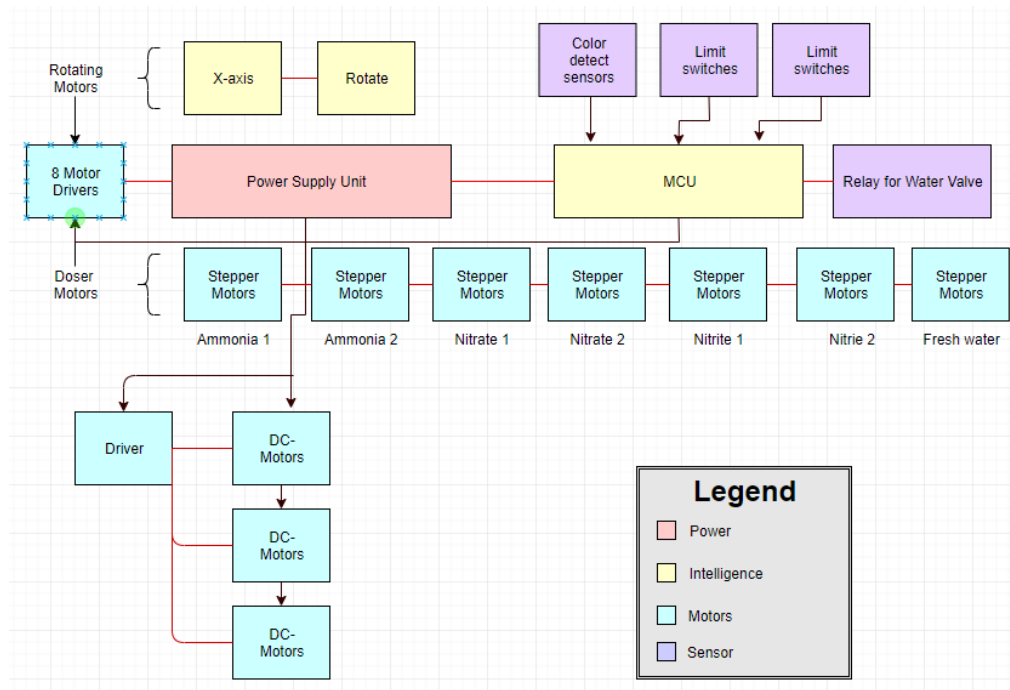 Rotating
Motors
X-axis
Rotate
Color
detect
sensors
Limit
switches
Limit
switches
8 Motor
Drivers
Power Supply Unit
MCU
Relay for Water Valve
Doser
Motors
Stepper
Motors
Stepper
Motors
Stepper
Motors
Stepper
Motors
Stepper
Motors
Stepper
Motors
Stepper
Motors
Ammonia 1
Ammonia 2
Nitrate 1
Nitrate 2
Nitrite 1
Nitrie 2
Fresh water
Driver
DC-
Motors
DC-
Motors
DC-
Motors
Legend
Power
Intelligence
Motors
Sensor